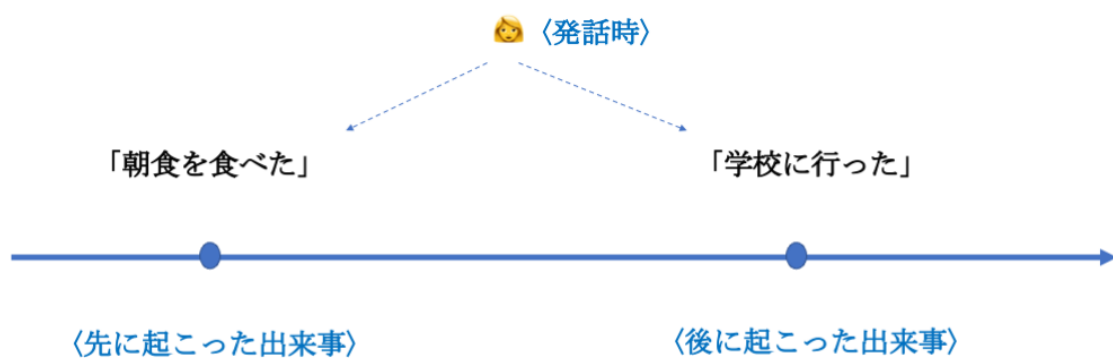 〈発話時〉
「朝食を食べた」
「学校に行った」
〈先に起こった出来事〉
〈後に起こった出来事〉